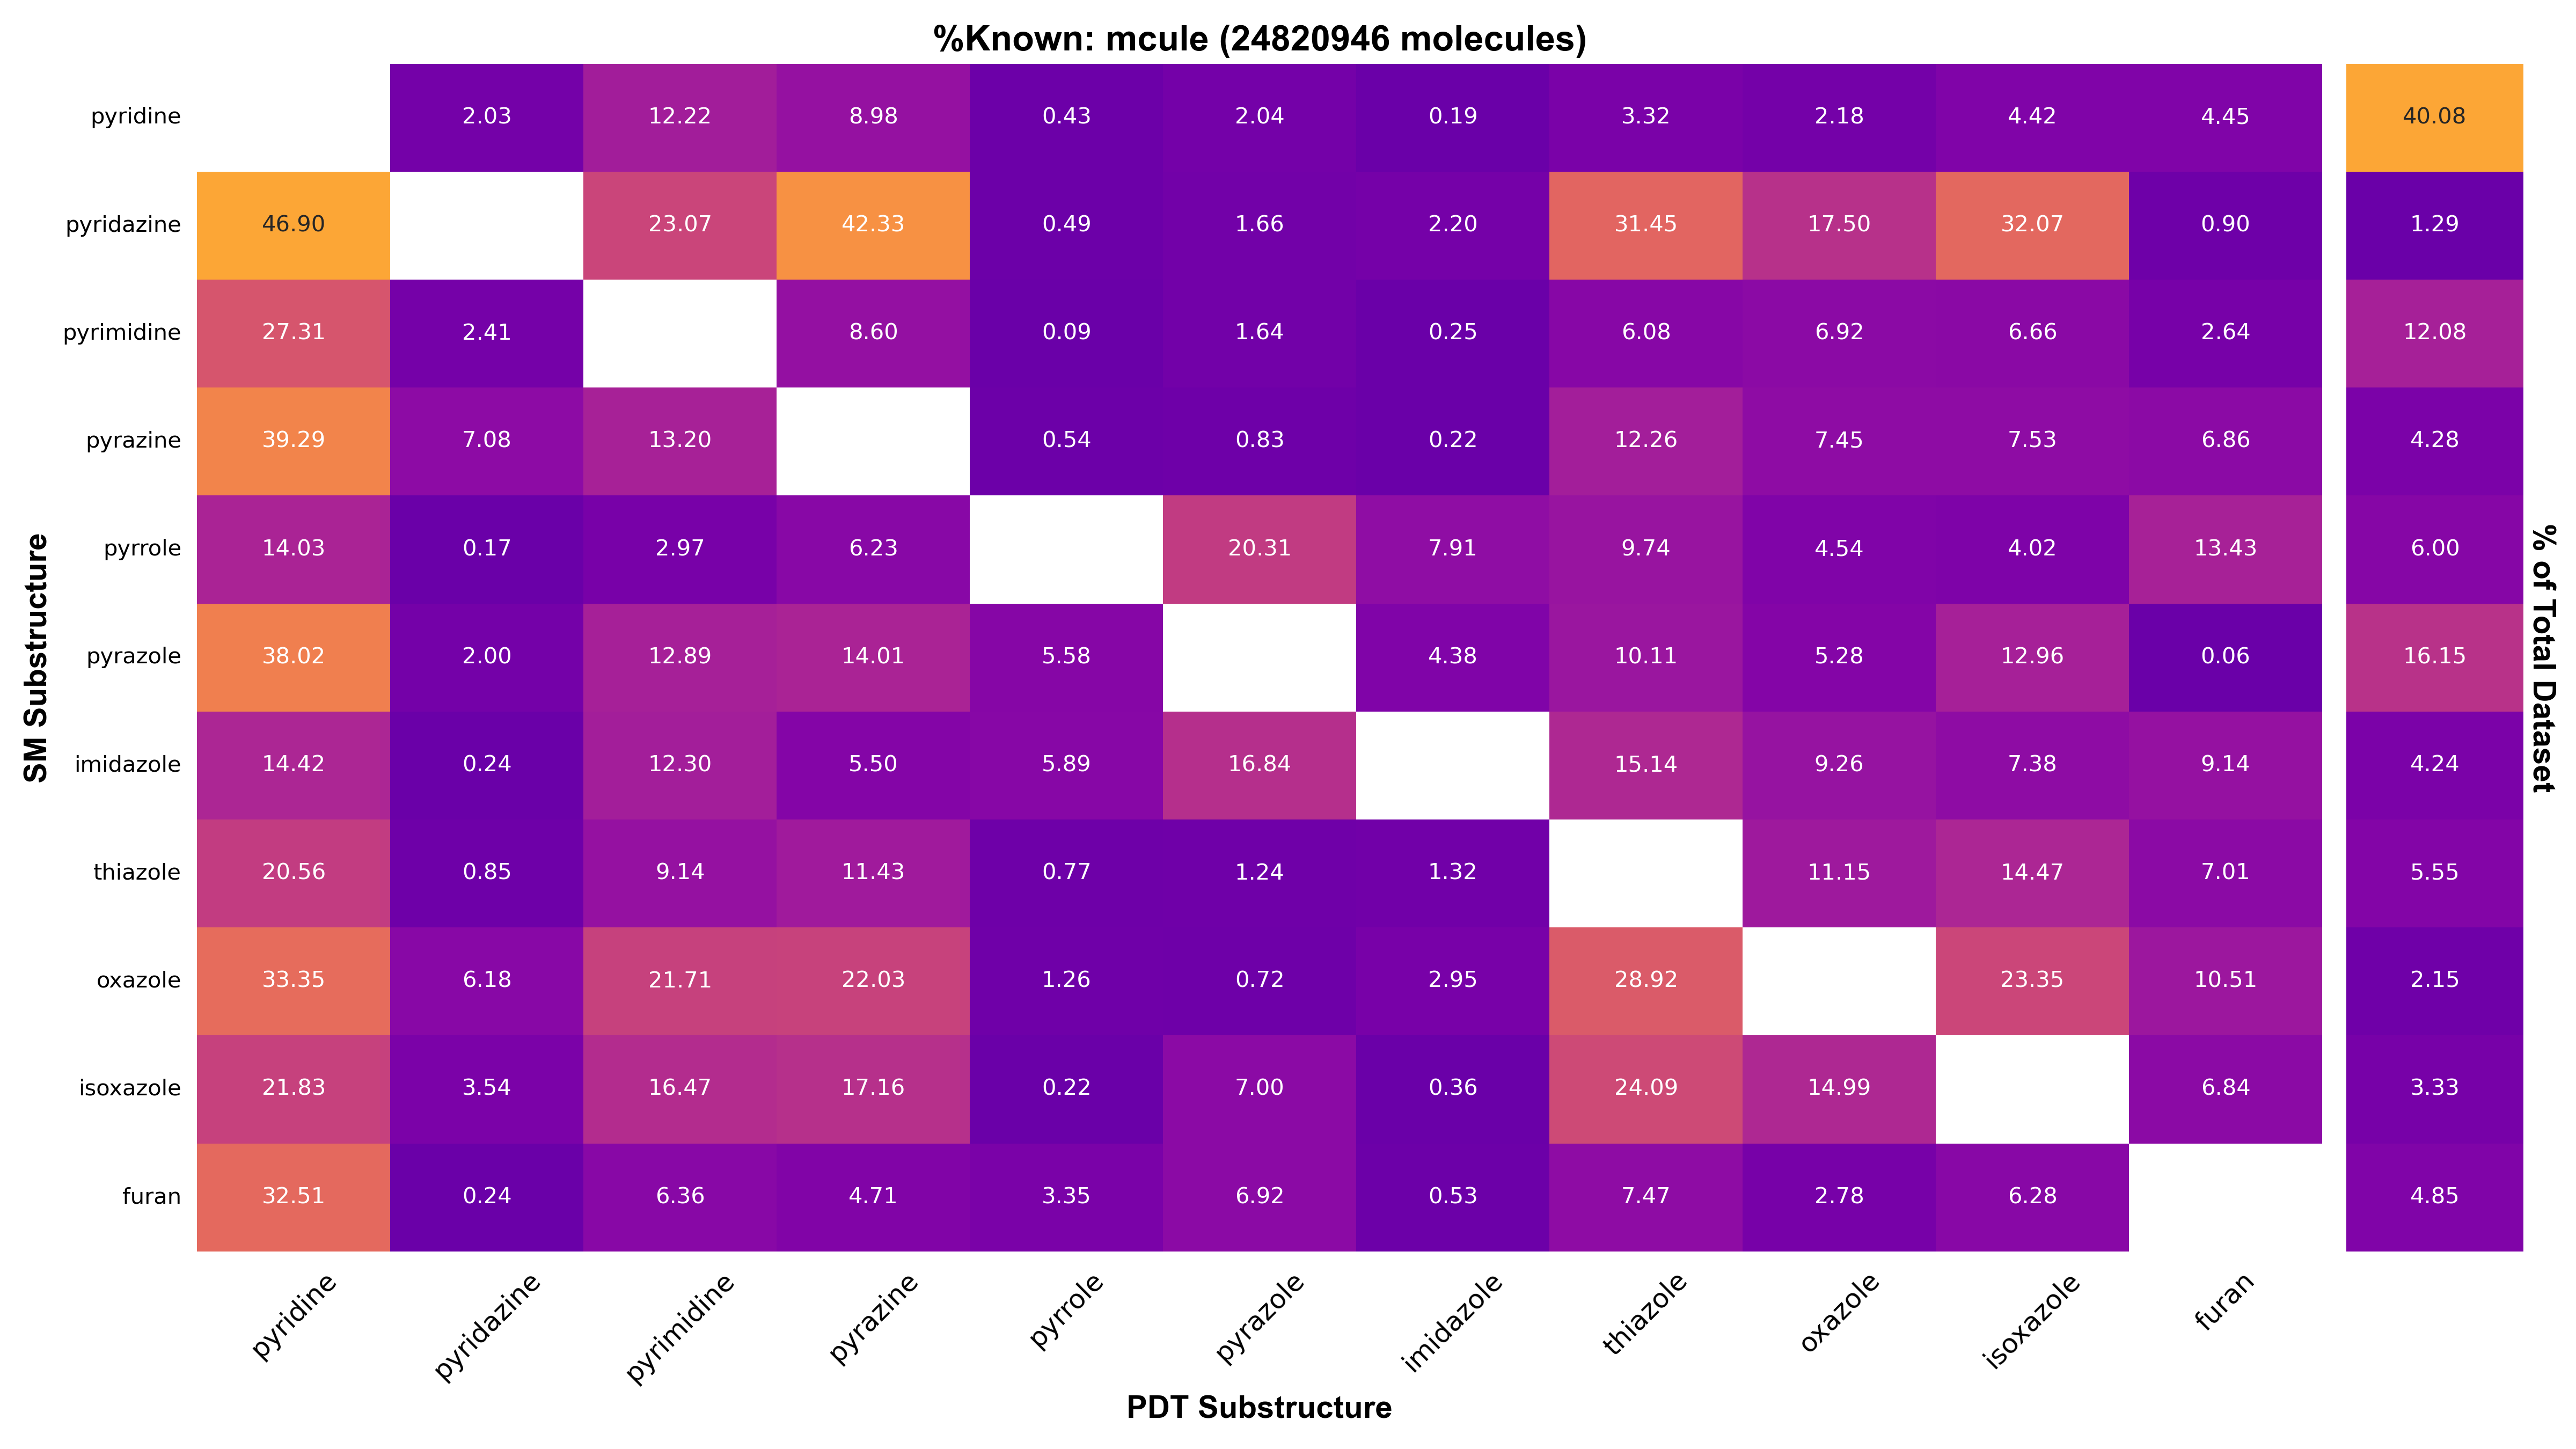 %Known: mcule (24820946 molecules)
pyridine 2.03 12.22 8.98 0.43 2.04 0.19 3.32 2.18 4.42 4.45 40.08
pyridazine 46.90 23.07 42.33 0.49 1.66 2.20 31.45 17.50 32.07 0.90 1.29
pyrimidine 27.31 2.41 8.60 0.09 1.64 0.25 6.08 6.92 6.66 2.64 12.08
pyrazine 39.29 7.08 13.20 0.54 0.83 0.22 12.26 7.45 7.53 6.86 4.28
pyrrole 14.03 0.17 2.97 6.23 20.31 7.91 9.74 4.54 4.02 13.43 6.00
pyrazole 38.02 2.00 12.89 14.01 5.58 4.38 10.11 5.28 12.96 0.06 16.15
imidazole 14.42 0.24 12.30 5.50 5.89 16.84 15.14 9.26 7.38 9.14 4.24
thiazole 20.56 0.85 9.14 11.43 0.77 1.24 1.32 11.15 14.47 7.01 5.55
oxazole 33.35 6.18 21.71 22.03 1.26 0.72 2.95 28.92 23.35 10.51 2.15
isoxazole 21.83 3.54 16.47 17.16 0.22 7.00 0.36 24.09 14.99 6.84 3.33
furan 32.51 0.24 6.36 4.71 3.35 6.92 0.53 7.47 2.78 6.28 4.85
pyridine pyridazine pyrimidine pyrazine pyrrole pyrazole imidazole thiazole oxazole isoxazole furan
PDT Substructure
SM Substructure
% of Total Dataset